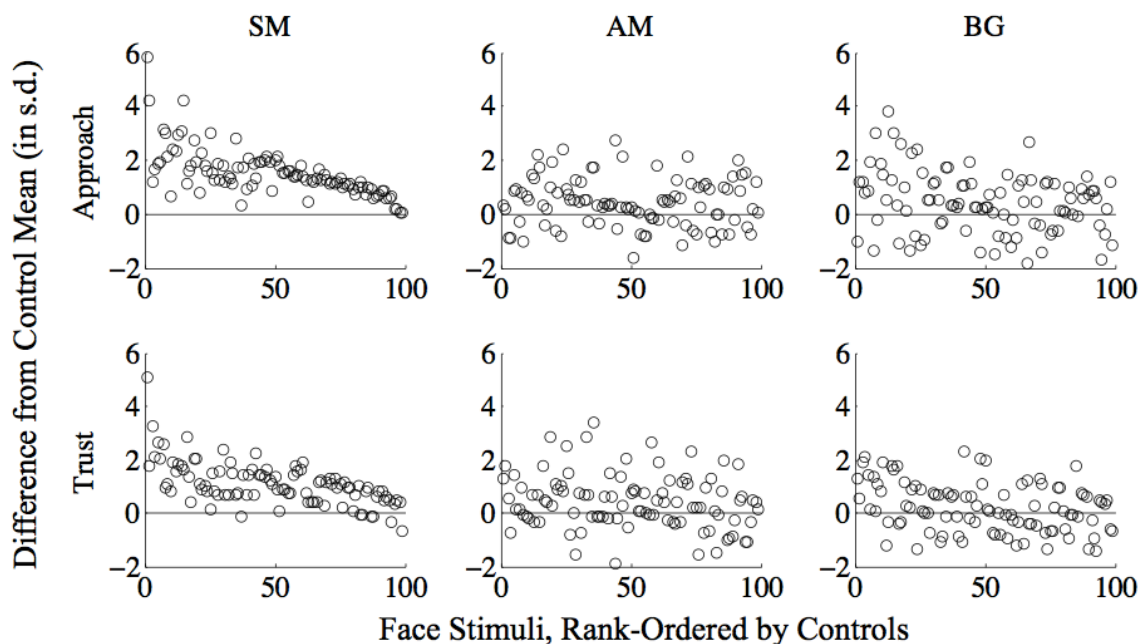 SM AM BG
Difference from Control Mean (in s.d.)
Approach
6 6 6
4 4 4
2 2 2
0 0 0
−2 −2 −2
0 50 100 0 50 100 0 50 100
Trust
6 6 6
4 4 4
2 2 2
0 0 0
−2 −2 −2
0 50 100 0 50 100 0 50 100
Face Stimuli, Rank-Ordered by Controls